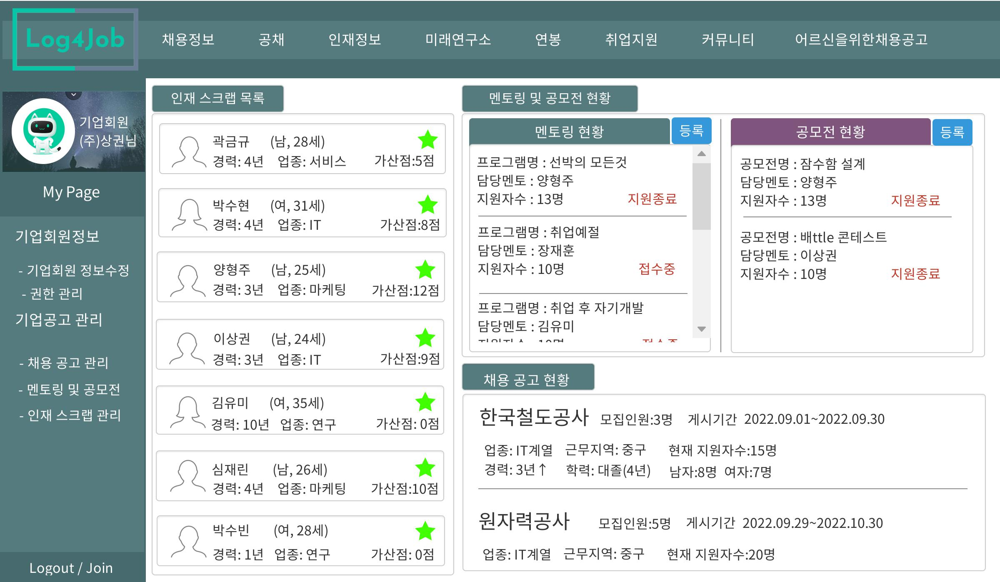 Log4Job
채용정보 공채 인재정보 미래연구소 연봉 취업지원 커뮤니티 어르신을위한채용공고
기업회원
(주)상권님
My Page
기업회원정보
- 기업회원 정보수정
- 권한 관리
기업공고 관리
- 채용 공고 관리
- 멘토링 및 공모전
- 인재 스크랩 관리
Logout / Join
인재 스크랩 목록
곽금규 (남, 28세)
경력: 4년 업종: 서비스 가산점:5점
박수현 (여, 31세)
경력: 4년 업종: IT 가산점:8점
양형주 (남, 25세)
경력: 3년 업종: 마케팅 가산점:12점
이상권 (남, 24세)
경력: 3년 업종: IT 가산점:9점
김유미 (여, 35세)
경력: 10년 업종: 연구 가산점: 0점
심재린 (남, 26세)
경력: 4년 업종: 마케팅 가산점:10점
박수빈 (여, 28세)
경력: 1년 업종: 연구 가산점: 0점
멘토링 및 공모전 현황
멘토링 현황 등록
프로그램명 : 선박의 모든것
담당멘토 : 양형주
지원자수 : 13명 지원종료
프로그램명 : 취업예절
담당멘토 : 장재훈
지원자수 : 10명 접수중
프로그램명 : 취업 후 자기개발
담당멘토 : 김유미
공모전 현황 등록
공모전명 : 잠수함 설계
담당멘토 : 양형주
지원자수 : 13명 지원종료
공모전명 : 배ttle 콘테스트
담당멘토 : 이상권
지원자수 : 10명 지원종료
채용 공고 현황
한국철도공사 모집인원:3명 게시기간 2022.09.01~2022.09.30
업종: IT계열 근무지역: 중구 현재 지원자수:15명
경력: 3년↑ 학력: 대졸(4년) 남자:8명 여자:7명
원자력공사 모집인원:5명 게시기간 2022.09.29~2022.10.30
업종: IT계열 근무지역: 중구 현재 지원자수:20명